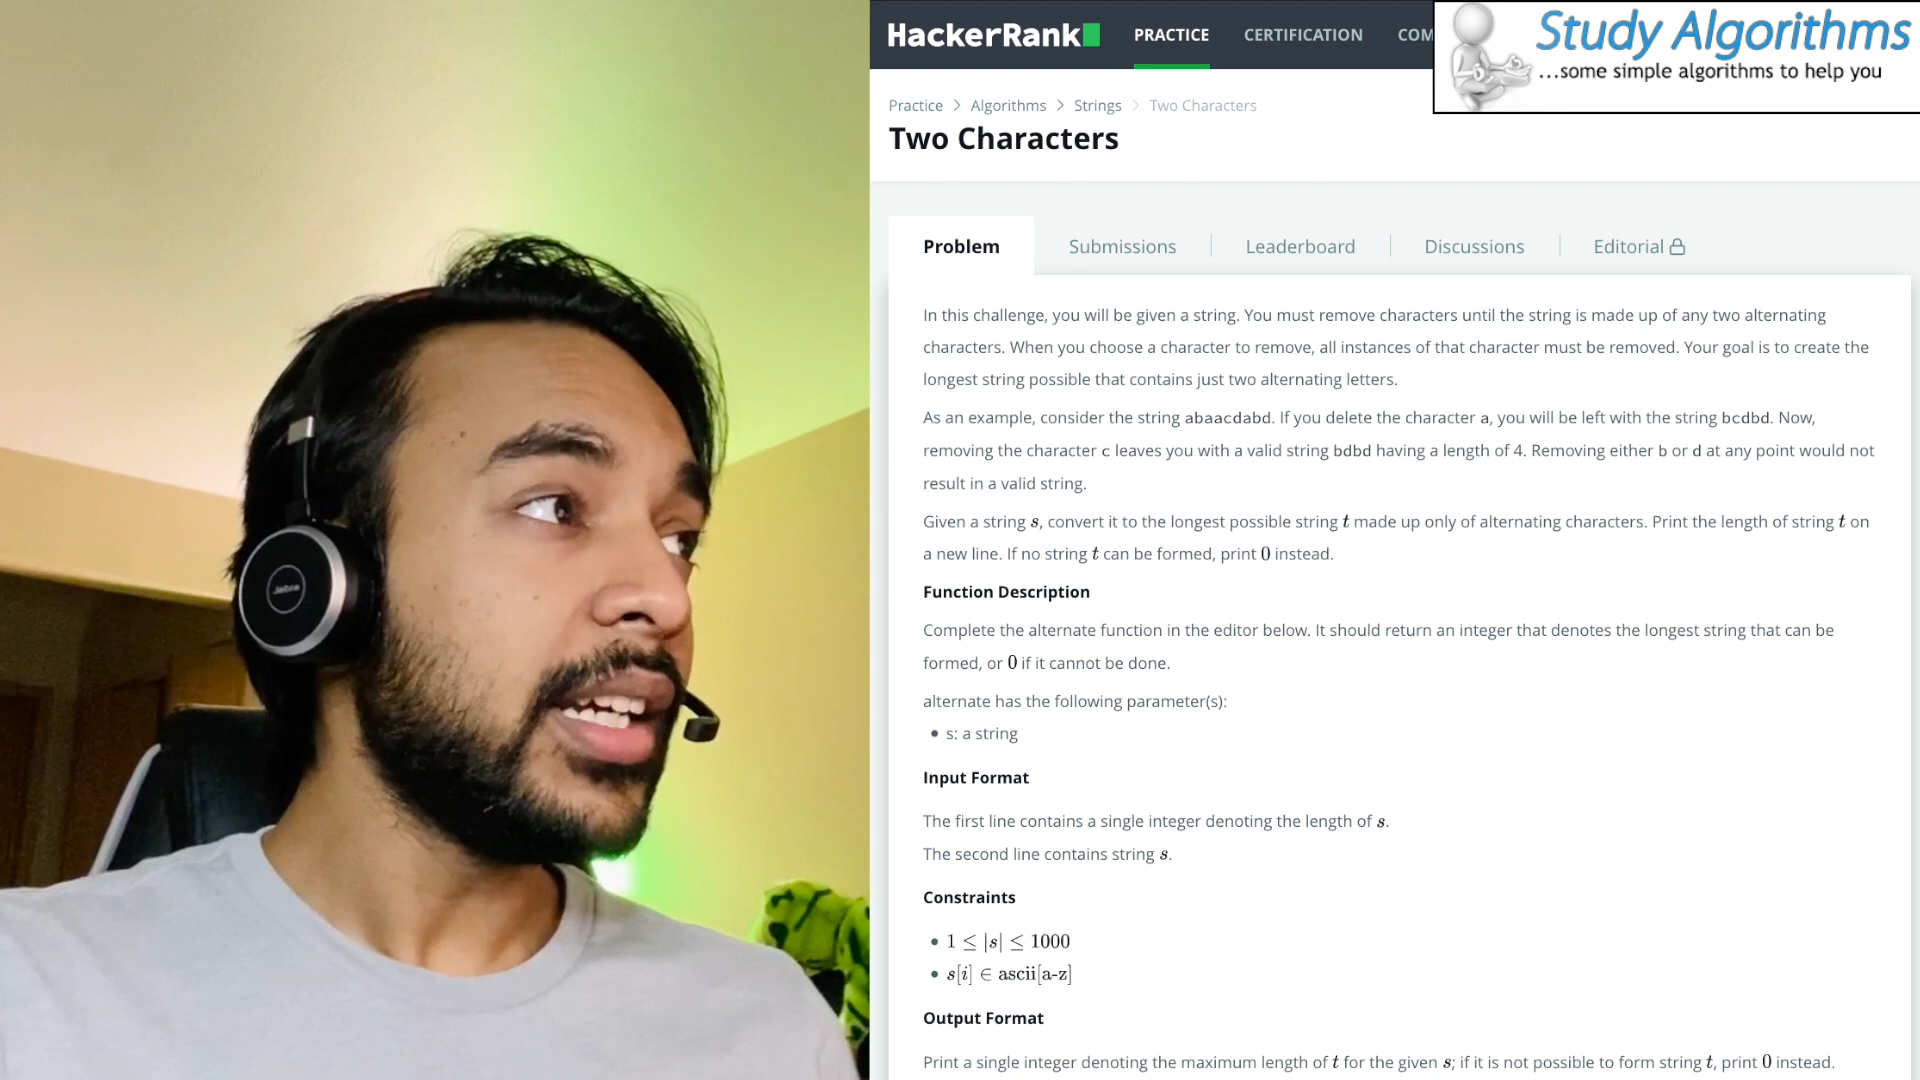 HackerRank
PRACTICE
CERTIFICATION
COM
Study Algorithms
...some simple algorithms to help you
Practice > Algorithms > Strings > Two Characters
Two Characters
Problem
Submissions
Leaderboard
Discussions
Editorial
In this challenge, you will be given a string. You must remove characters until the string is made up of any two alternating
characters. When you choose a character to remove, all instances of that character must be removed. Your goal is to create the
longest string possible that contains just two alternating letters.
As an example, consider the string abaacdabd. If you delete the character a, you will be left with the string bcdbd. Now,
removing the character c leaves you with a valid string bdbd having a length of 4. Removing either b or d at any point would not
result in a valid string.
Given a string s, convert it to the longest possible string t made up only of alternating characters. Print the length of string t on
a new line. If no string t can be formed, print 0 instead.
Function Description
Complete the alternate function in the editor below. It should return an integer that denotes the longest string that can be
formed, or 0 if it cannot be done.
alternate has the following parameter(s):
• s: a string
Input Format
The first line contains a single integer denoting the length of s.
The second line contains string s.
Constraints
• 1 ≤ |s| ≤ 1000
• s[i] ∈ ascii[a-z]
Output Format
Print a single integer denoting the maximum length of t for the given s; if it is not possible to form string t, print 0 instead.
Jabra